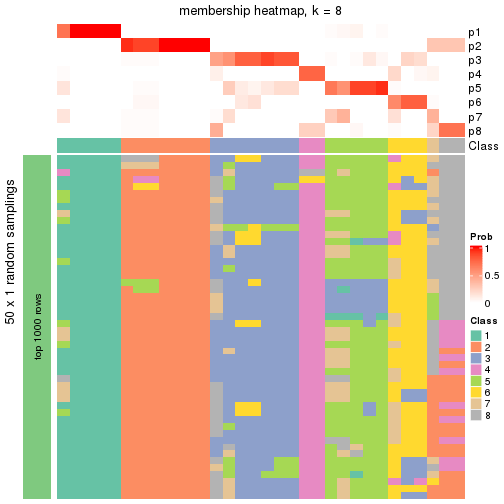 membership heatmap, k = 8
p1
p2
p3
p4
p5
p6
p7
p8
Class
50 x 1 random samplings
top 1000 rows
Prob
1
0.5
0
Class
1
2
3
4
5
6
7
8